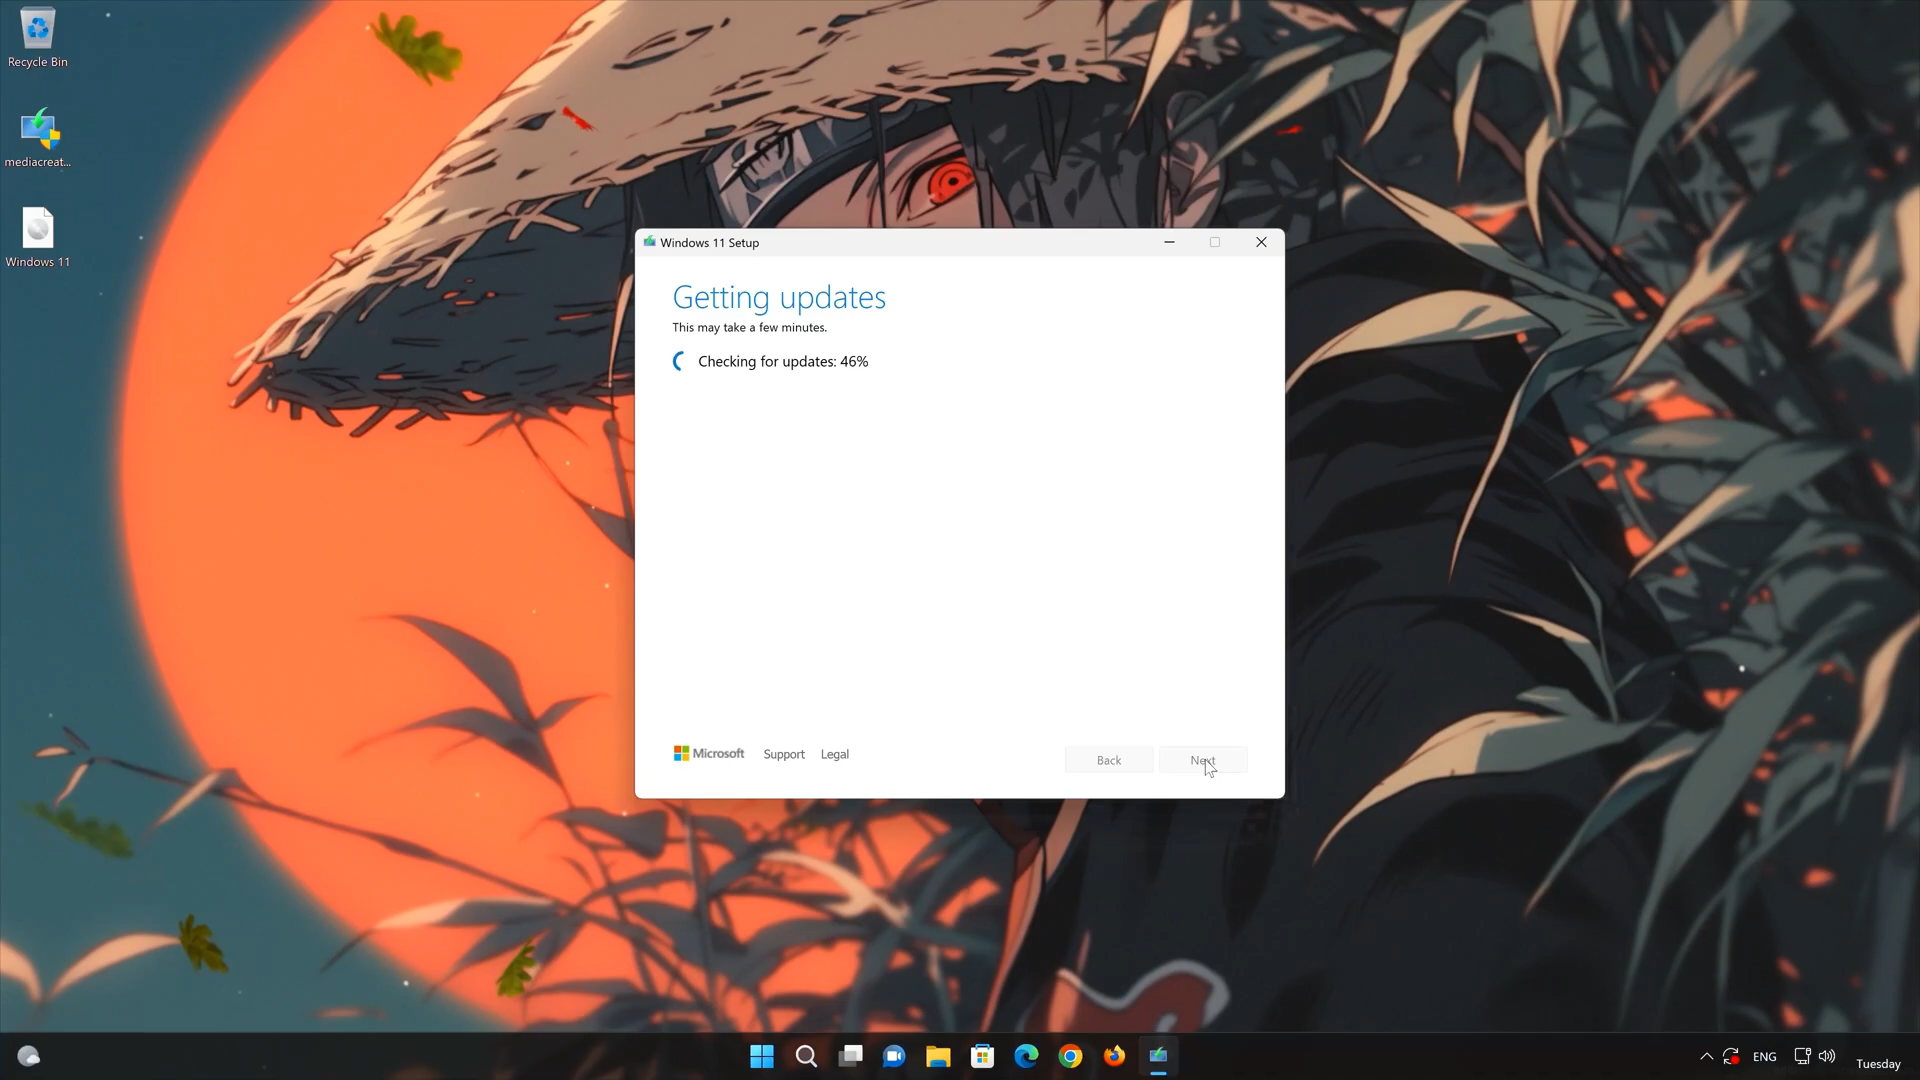 Recycle Bin
mediacreat...
Windows 11
Windows 11 Setup
Getting updates
This may take a few minutes.
Checking for updates: 46%
Microsoft
Support
Legal
Back
Next
ENG
Tuesday